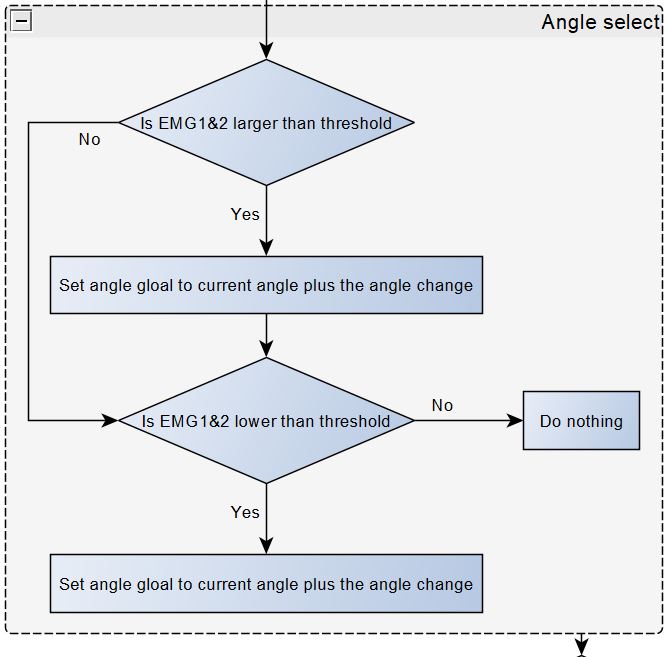 Angle select
Is EMG1&2 larger than threshold
No
Yes
Set angle gloal to current angle plus the angle change
Is EMG1&2 lower than threshold
No
Do nothing
Yes
Set angle gloal to current angle plus the angle change